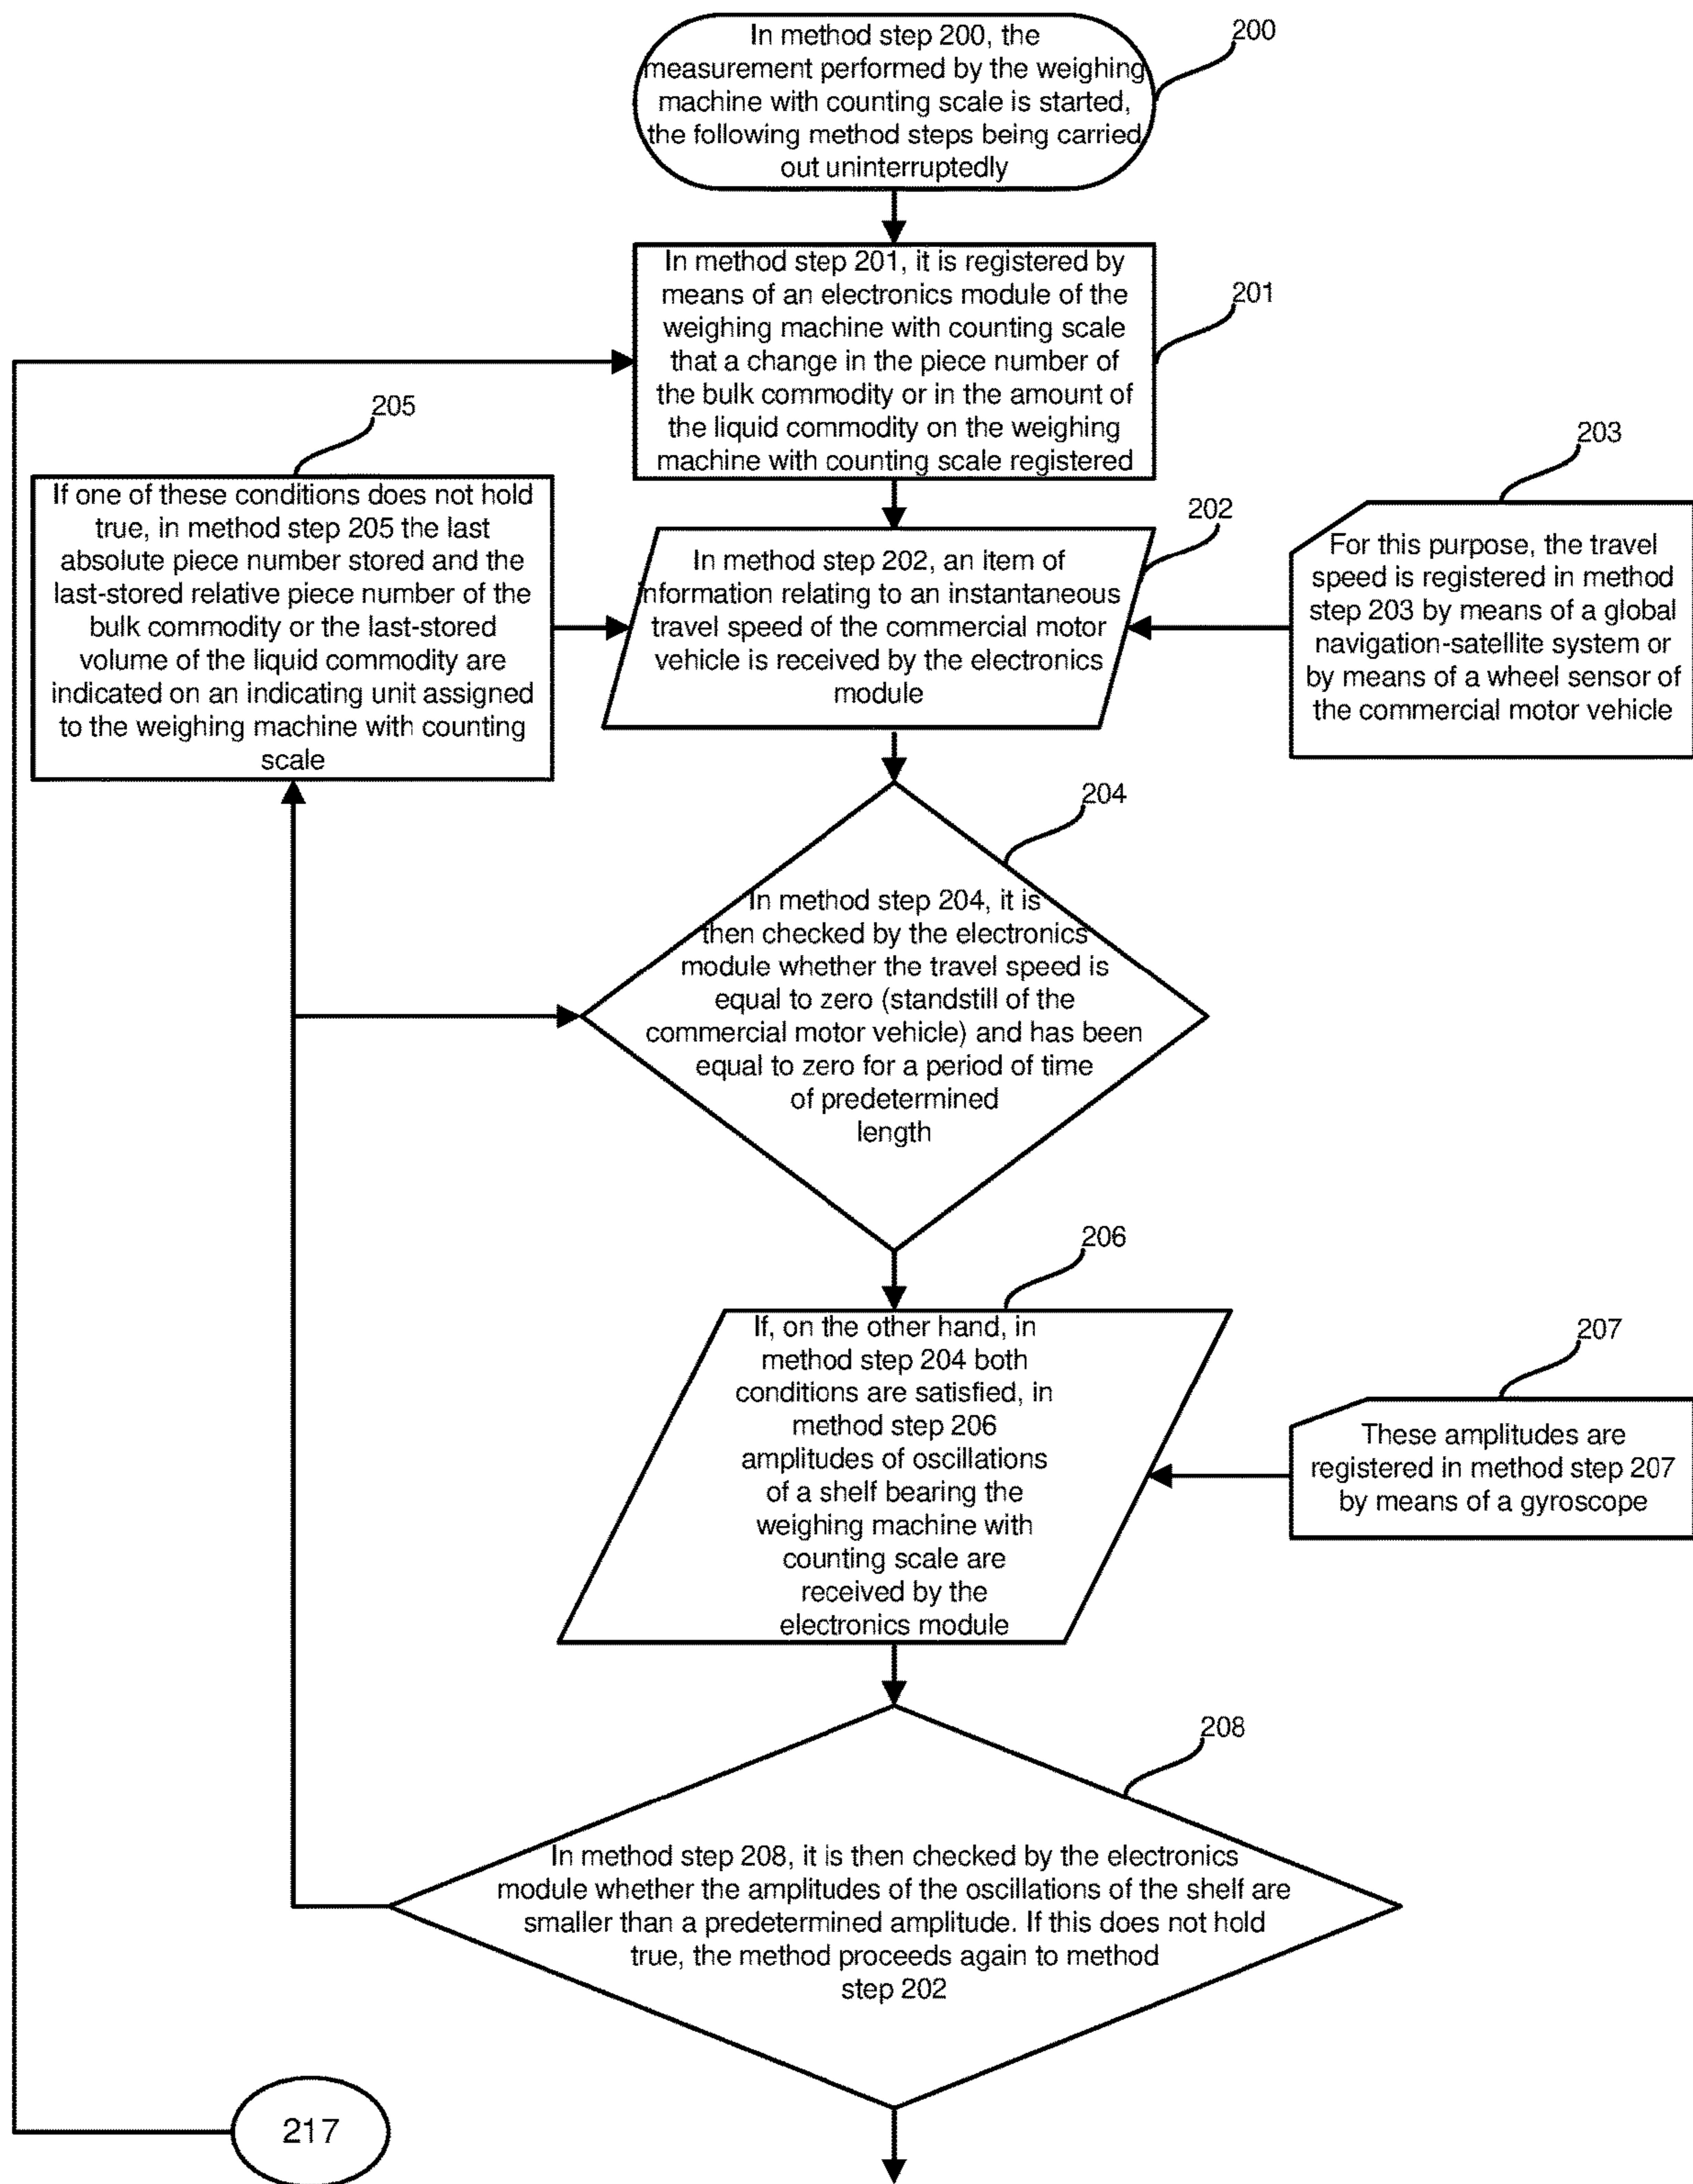 In method step 200, the
measurement performed by the weighing
machine with counting scale is started,
the following method steps being carried
out uninterruptedly
200
In method step 201, it is registered by
means of an electronics module of the
weighing machine with counting scale
that a change in the piece number of
the bulk commodity or in the amount of
the liquid commodity on the weighing
machine with counting scale registered
201
205
If one of these conditions does not hold
true, in method step 205 the last
absolute piece number stored and the
last-stored relative piece number of the
bulk commodity or the last-stored
volume of the liquid commodity are
indicated on an indicating unit assigned
to the weighing machine with counting
scale
202
In method step 202, an item of
information relating to an instantaneous
travel speed of the commercial motor
vehicle is received by the electronics
module
203
For this purpose, the travel
speed is registered in method
step 203 by means of a global
navigation-satellite system or
by means of a wheel sensor of
the commercial motor vehicle
204
In method step 204, it is
then checked by the electronics
module whether the travel speed is
equal to zero (standstill of the
commercial motor vehicle) and has been
equal to zero for a period of time
of predetermined
length
206
If, on the other hand, in
method step 204 both
conditions are satisfied, in
method step 206
amplitudes of oscillations
of a shelf bearing the
weighing machine with
counting scale are
received by the
electronics module
207
These amplitudes are
registered in method step 207
by means of a gyroscope
208
In method step 208, it is then checked by the electronics
module whether the amplitudes of the oscillations of the shelf are
smaller than a predetermined amplitude. If this does not hold
true, the method proceeds again to method
step 202
217